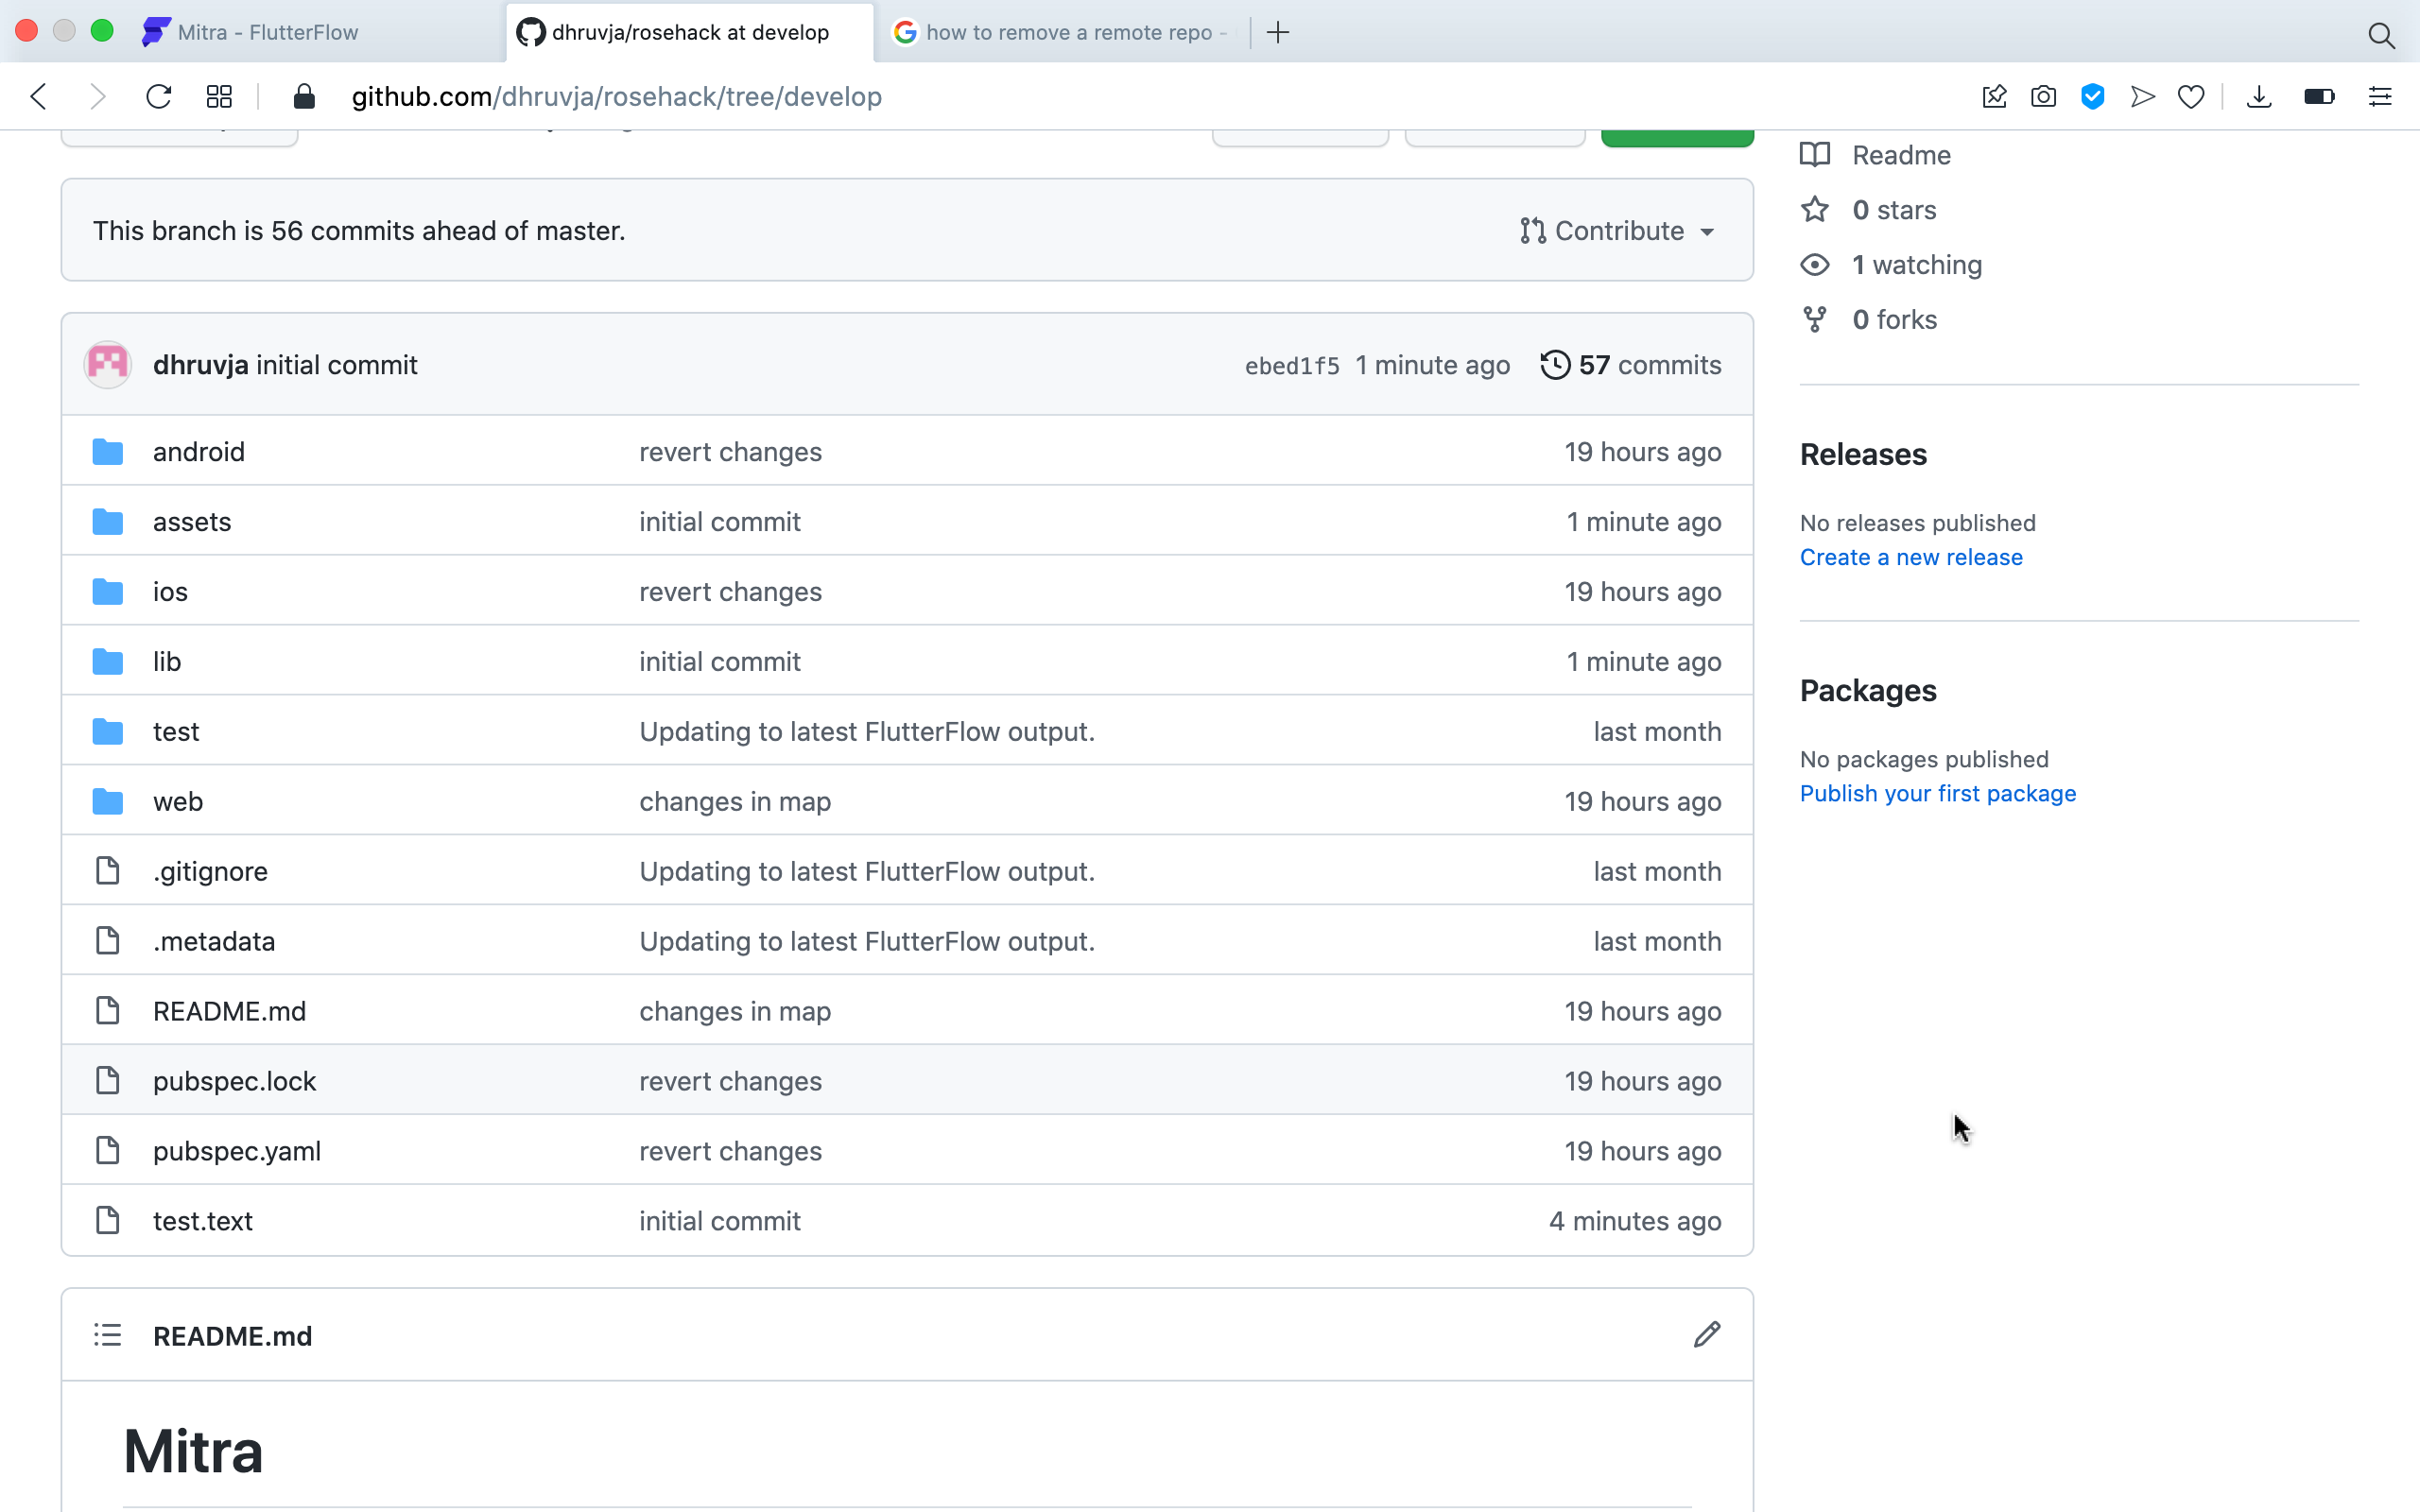 Mitra - FlutterFlow
dhruvja/rosehack at develop
how to remove a remote repo -
github.com/dhruvja/rosehack/tree/develop
This branch is 56 commits ahead of master.
Contribute
dhruvja initial commit
ebed1f5 1 minute ago
57 commits
android revert changes 19 hours ago
assets initial commit 1 minute ago
ios revert changes 19 hours ago
lib initial commit 1 minute ago
test Updating to latest FlutterFlow output. last month
web changes in map 19 hours ago
.gitignore Updating to latest FlutterFlow output. last month
.metadata Updating to latest FlutterFlow output. last month
README.md changes in map 19 hours ago
pubspec.lock revert changes 19 hours ago
pubspec.yaml revert changes 19 hours ago
test.text initial commit 4 minutes ago
README.md
Mitra
Readme
0 stars
1 watching
0 forks
Releases
No releases published
Create a new release
Packages
No packages published
Publish your first package